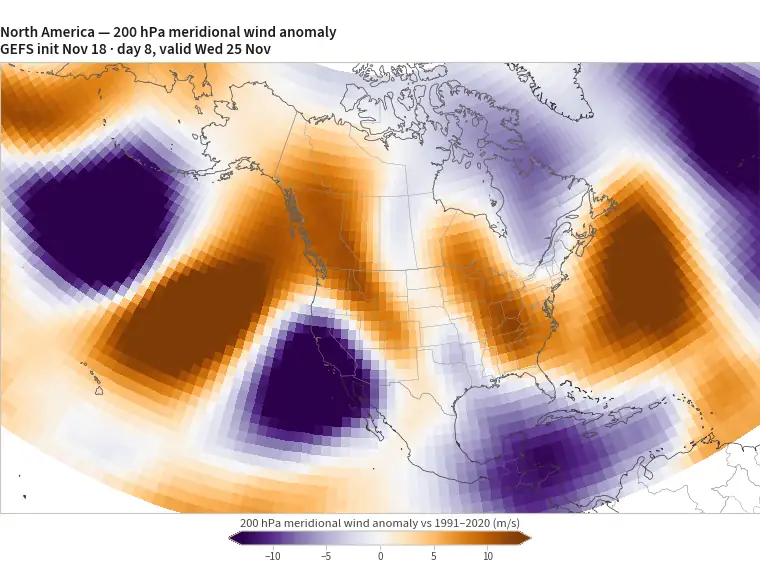 North America — 200 hPa meridional wind anomaly
GEFS init Nov 18 · day 8, valid Wed 25 Nov
200 hPa meridional wind anomaly vs 1991–2020 (m/s)
−10 −5 0 5 10